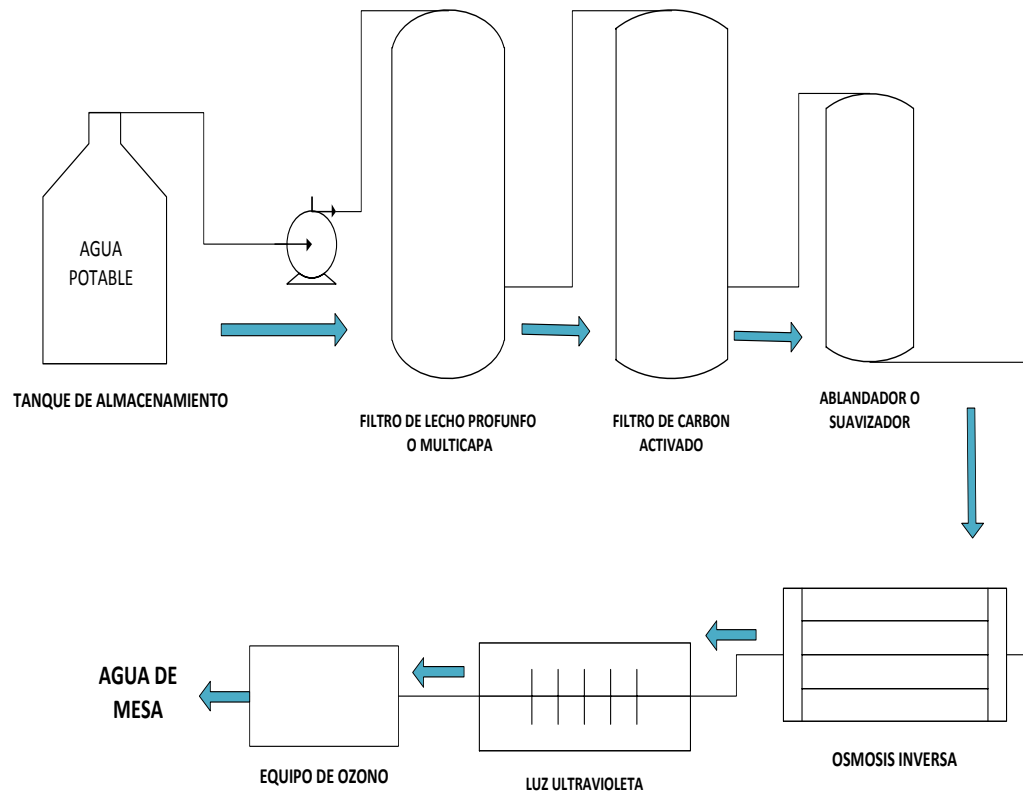 AGUA
POTABLE
TANQUE DE ALMACENAMIENTO
FILTRO DE LECHO PROFUNFO
O MULTICAPA
FILTRO DE CARBON
ACTIVADO
ABLANDADOR O
SUAVIZADOR
AGUA DE
MESA
EQUIPO DE OZONO
LUZ ULTRAVIOLETA
OSMOSIS INVERSA